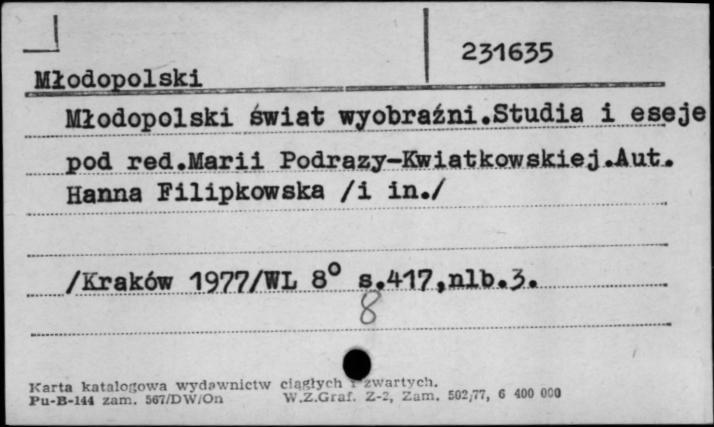 231635
Młodopolski
Młodopolski świat wyobraźni.Studia i eseje
pod red.Marii Podrazy-Kwiatkowskiej.Aut.
Hanna Filipkowska /i in./
/Kraków 1977/WL 8° s.417,nlb.3.
8
Karta katalogowa wydawnictw ciągłych i zwartych.
Pu-B-144 zam. 567/DW/On W.Z.Graf. Z-2, Zam. 502/77, 6 400 000